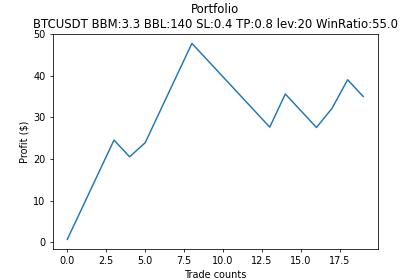 Portfolio
BTCUSDT BBM:3.3 BBL:140 SL:0.4 TP:0.8 lev:20 WinRatio:55.0
50
40
30
20
10
0
Profit ($)
0.0 2.5 5.0 7.5 10.0 12.5 15.0 17.5
Trade counts